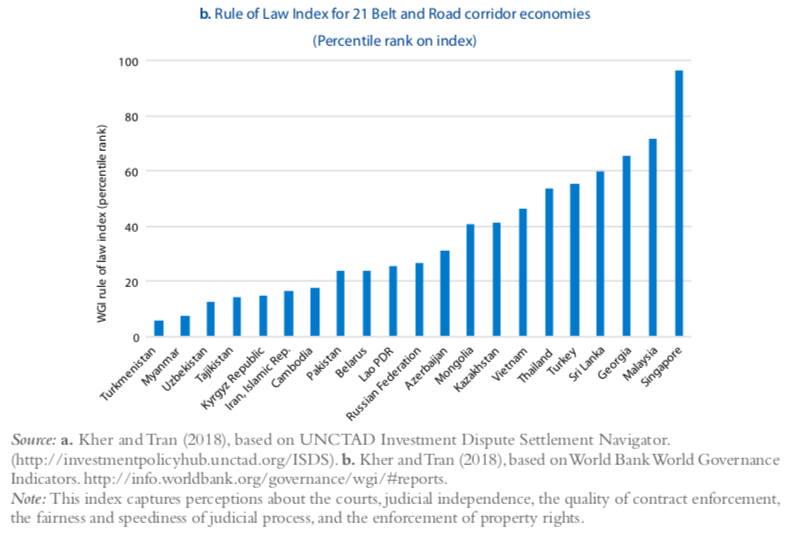 b. Rule of Law Index for 21 Belt and Road corridor economies
(Percentile rank on index)
WGI rule of law index (percentile rank)
100
80
60
40
20
0
Turkmenistan
Myanmar
Uzbekistan
Tajikistan
Kyrgyz Republic
Iran, Islamic Rep.
Cambodia
Pakistan
Belarus
Lao PDR
Russian Federation
Azerbaijan
Mongolia
Kazakhstan
Vietnam
Thailand
Turkey
Sri Lanka
Georgia
Malaysia
Singapore
Source: a. Kher and Tran (2018), based on UNCTAD Investment Dispute Settlement Navigator.
(http://investmentpolicyhub.unctad.org/ISDS). b. Kher and Tran (2018), based on World Bank World Governance
Indicators. http://info.worldbank.org/governance/wgi/#reports.
Note: This index captures perceptions about the courts, judicial independence, the quality of contract enforcement,
the fairness and speediness of judicial process, and the enforcement of property rights.